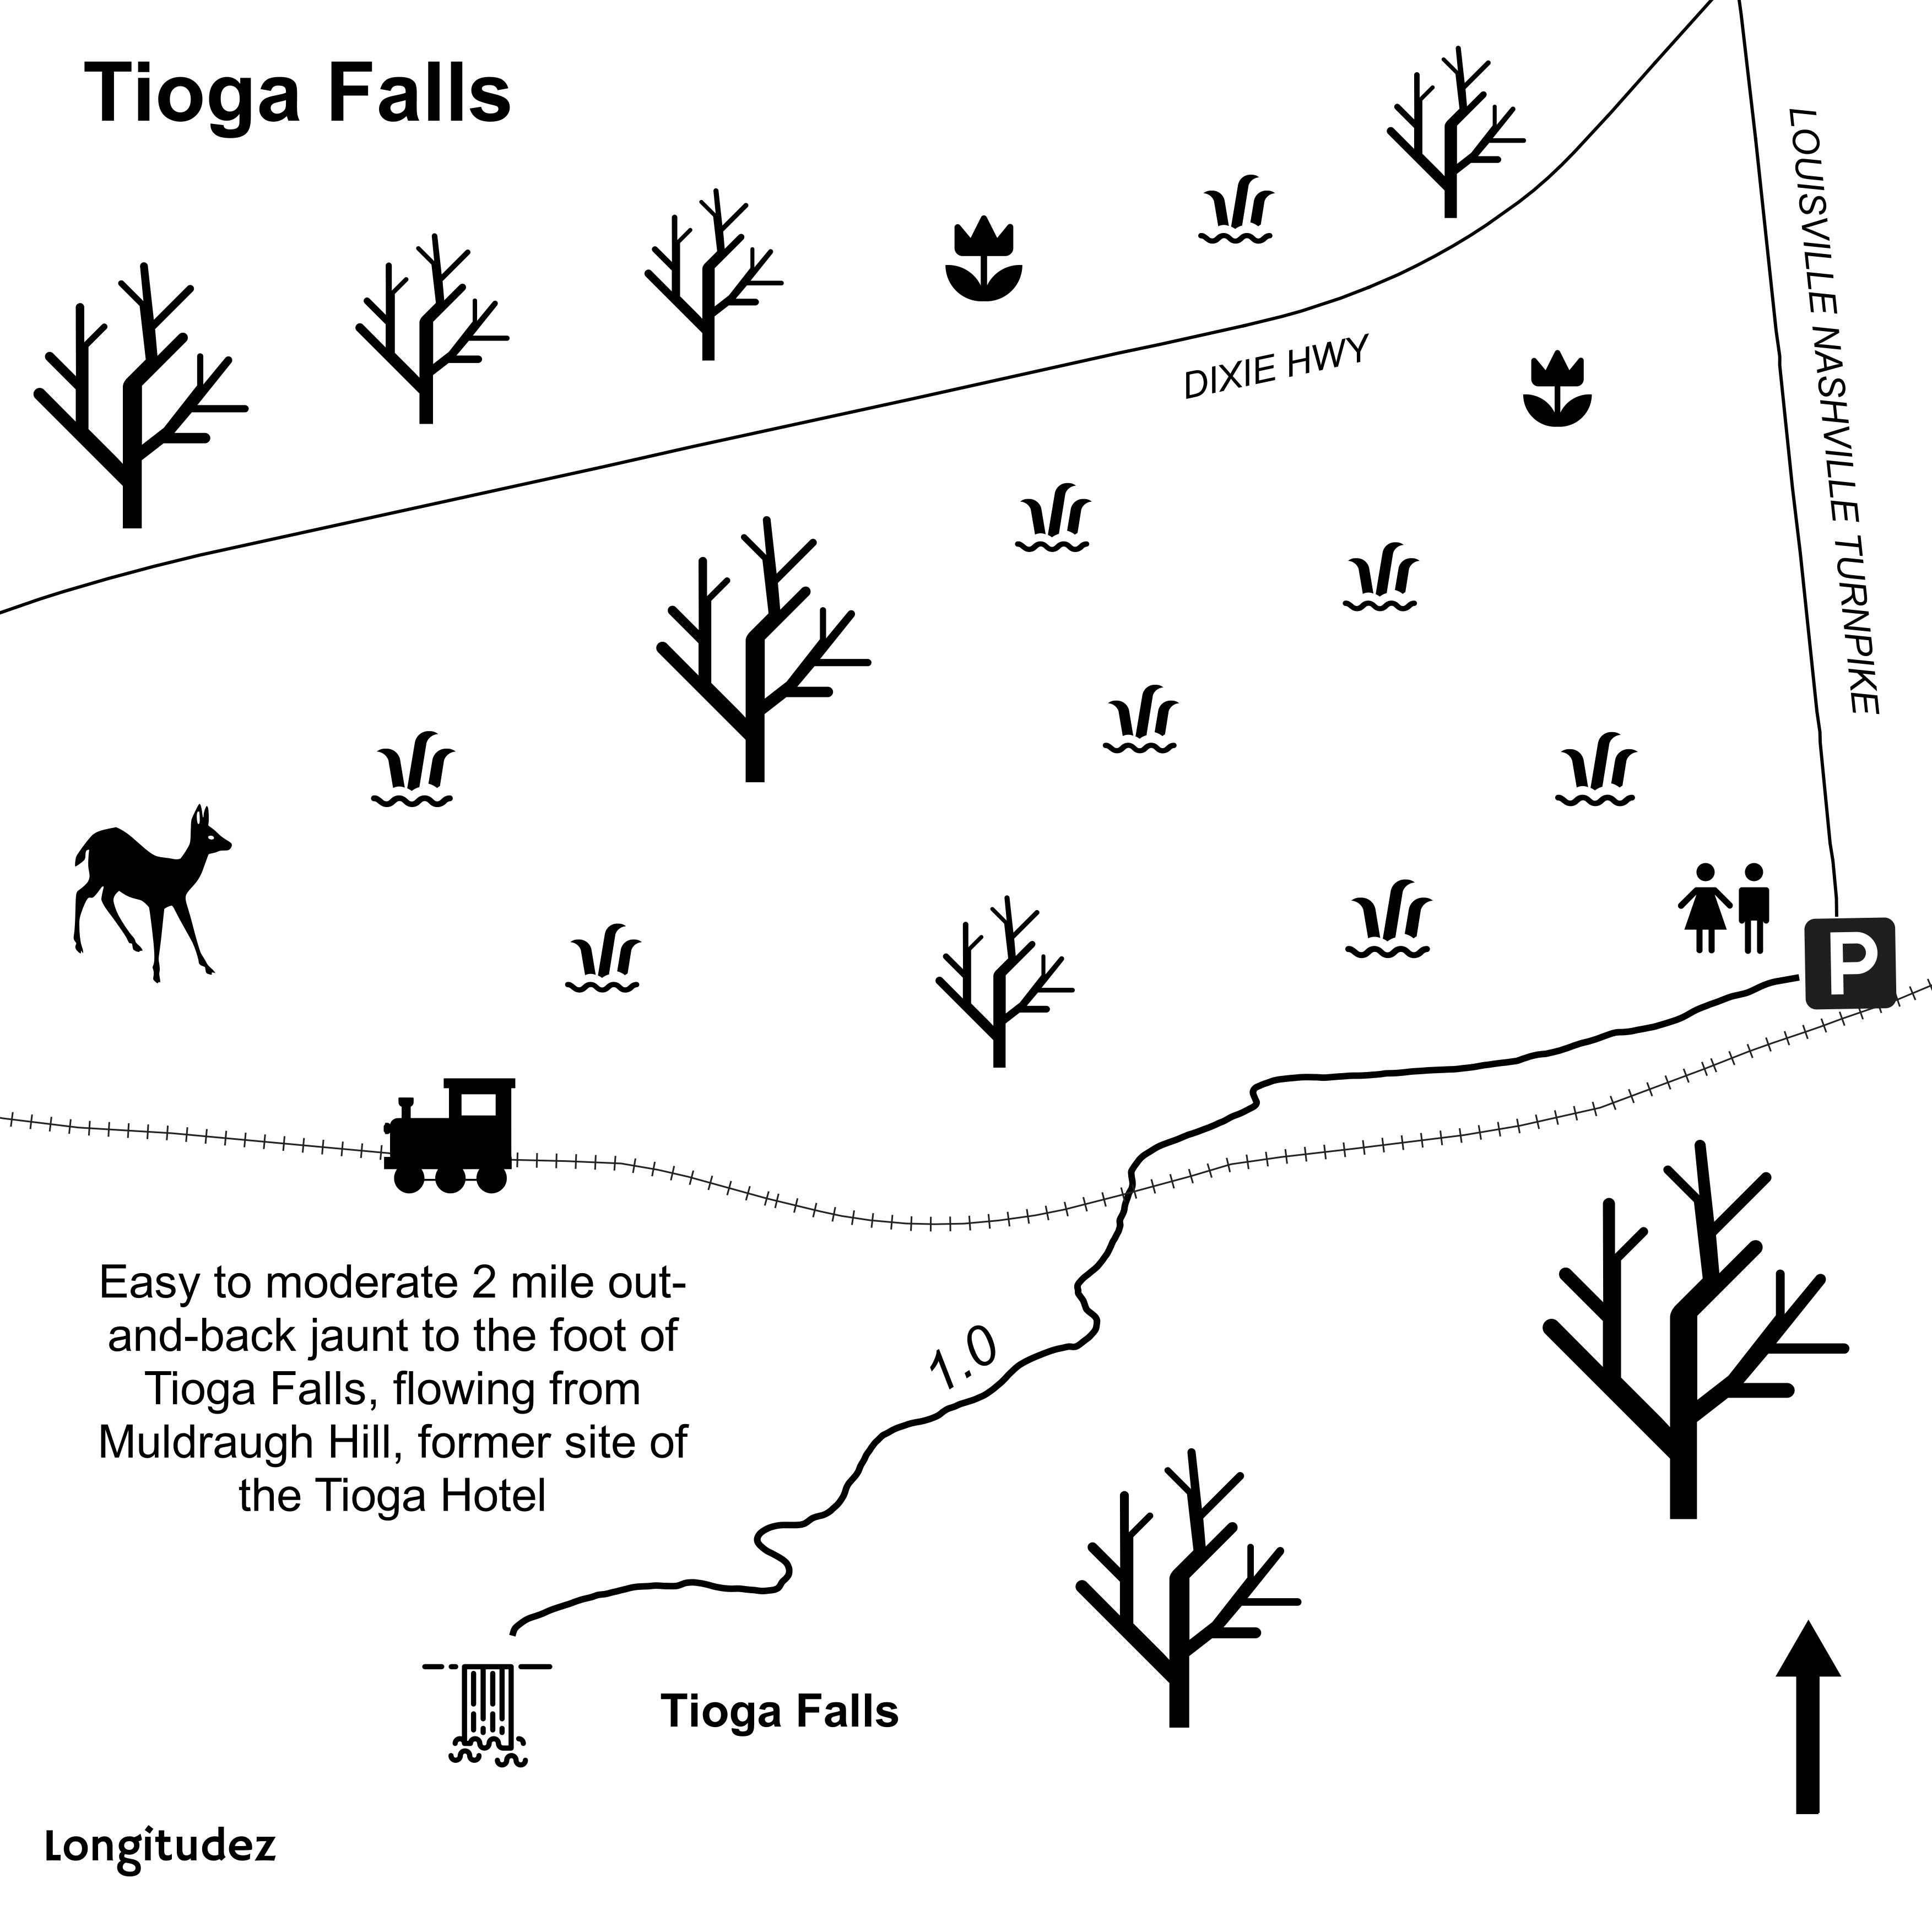 Tioga Falls
LOUISVILLE NASHVILLE TURNPIKE
DIXIE HWY
P
Easy to moderate 2 mile out-
and-back jaunt to the foot of
Tioga Falls, flowing from
Muldraugh Hill, former site of
the Tioga Hotel
1.0
Tioga Falls
Longitudez